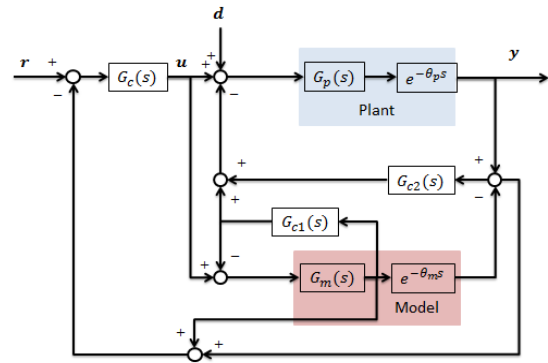 d
r
+
−
G_c(s)
u
+
+
−
G_p(s)
e^{-θ_p s}
y
Plant
+
+
G_{c2}(s)
+
−
G_{c1}(s)
−
+
G_m(s)
e^{-θ_m s}
Model
+
+